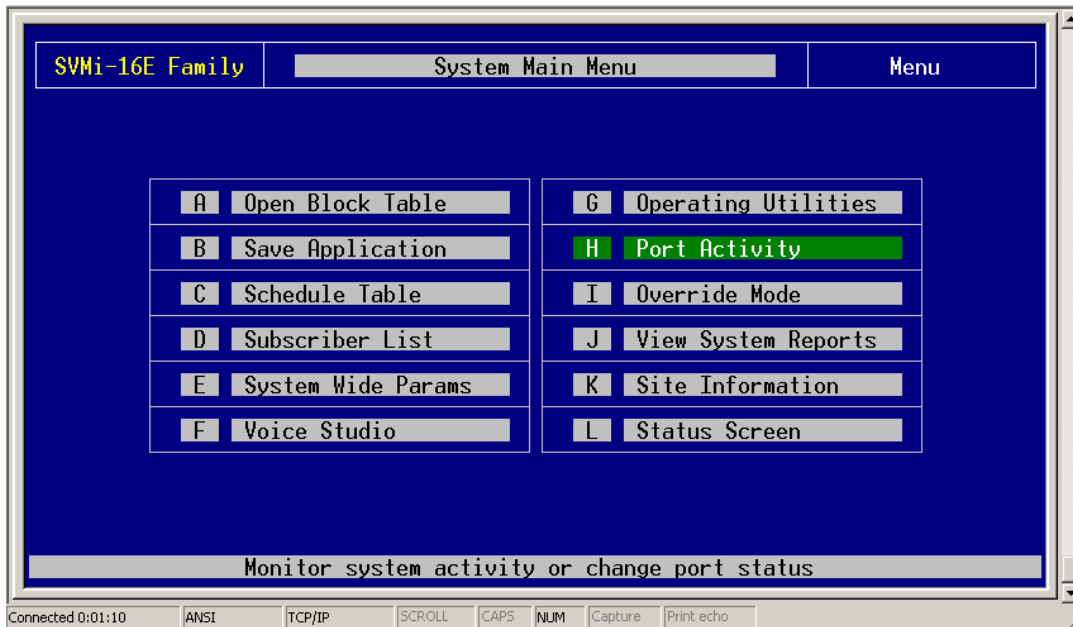 SVMi-16E Family System Main Menu Menu
A Open Block Table
B Save Application
C Schedule Table
D Subscriber List
E System Wide Params
F Voice Studio
G Operating Utilities
H Port Activity
I Override Mode
J View System Reports
K Site Information
L Status Screen
Monitor system activity or change port status
Connected 0:01:10 ANSI TCP/IP SCROLL CAPS NUM Capture Print echo